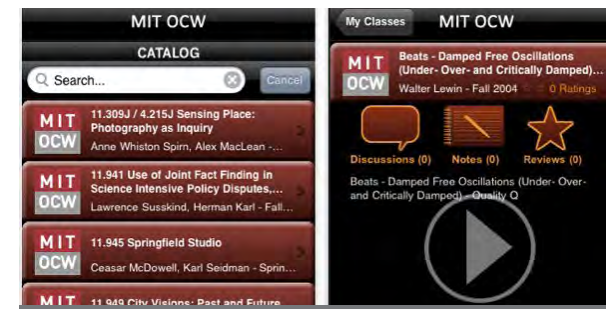 MIT OCW
CATALOG
Search...
Cancel
MIT
OCW
11.309J / 4.215J Sensing Place:
Photography as Inquiry
Anne Whiston Spirn, Alex MacLean -...
MIT
OCW
11.941 Use of Joint Fact Finding in
Science Intensive Policy Disputes,...
Lawrence Susskind, Herman Karl - Fall...
MIT
OCW
11.945 Springfield Studio
Ceasar McDowell, Karl Seidman - Sprin...
MIT
11.949 City Visions: Past and Future
My Classes
MIT OCW
MIT
OCW
Beats - Damped Free Oscillations
(Under- Over- and Critically Damped)...
Walter Lewin - Fall 2004
0 Ratings
Discussions (0)
Notes (0)
Reviews (0)
Beats - Damped Free Oscillations (Under- Over-
and Critically Damped) - Quality Q